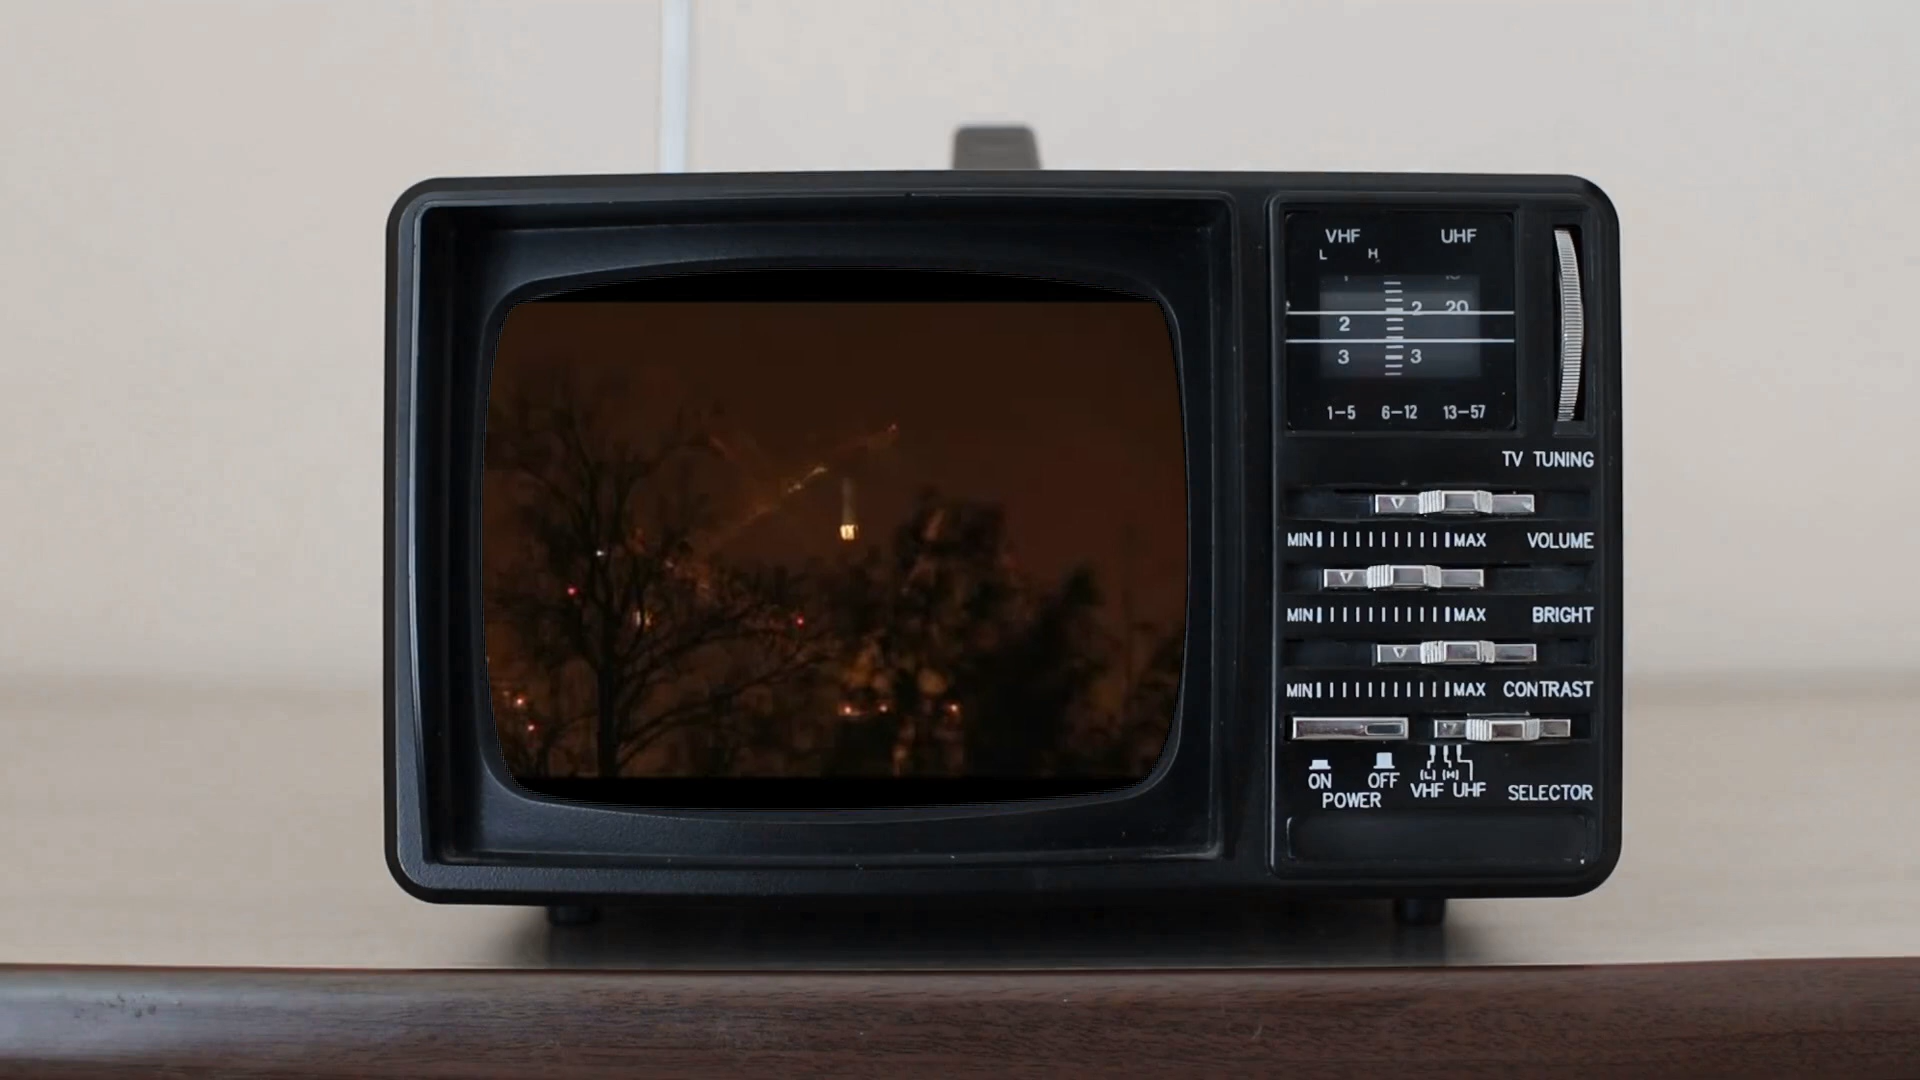 VHF UHF
L H
2 20
2
3 3
1-5 6-12 13-57
TV TUNING
MIN MAX VOLUME
MIN MAX BRIGHT
MIN MAX CONTRAST
ON OFF
POWER
(L) (H)
VHF UHF
SELECTOR